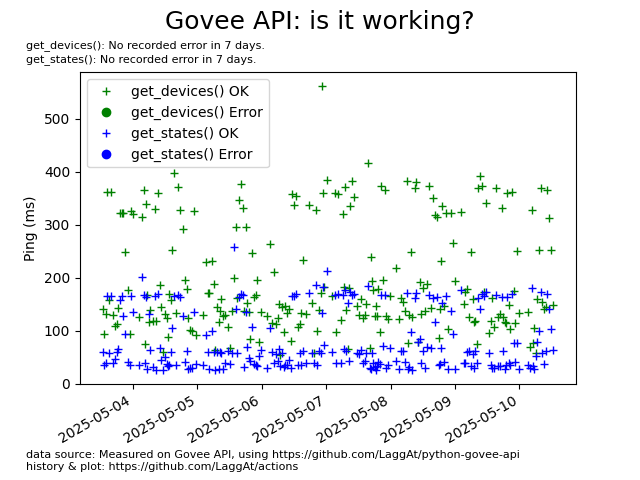 Govee API: is it working?
get_devices(): No recorded error in 7 days.
get_states(): No recorded error in 7 days.
get_devices() OK
get_devices() Error
get_states() OK
get_states() Error
Ping (ms)
500
400
300
200
100
0
2025-05-04
2025-05-05
2025-05-06
2025-05-07
2025-05-08
2025-05-09
2025-05-10
data source: Measured on Govee API, using https://github.com/LaggAt/python-govee-api
history & plot: https://github.com/LaggAt/actions